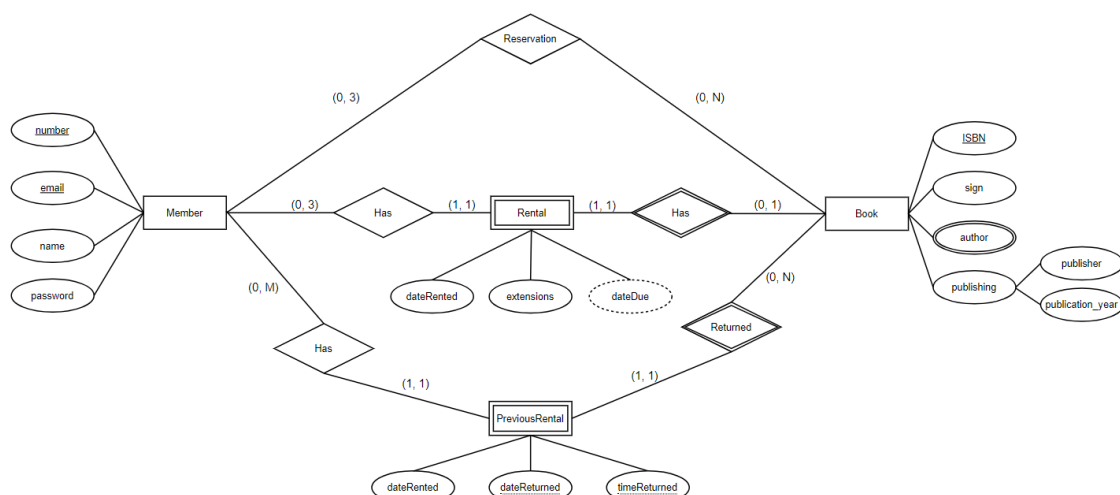 Reservation
(0, 3)
(0, N)
number
ISBN
email
sign
Member
(0, 3)
Has
(1, 1)
Rental
(1, 1)
Has
(0, 1)
Book
name
author
publisher
password
dateRented
extensions
dateDue
publishing
publication_year
(0, M)
(0, N)
Returned
Has
(1, 1)
(1, 1)
PreviousRental
dateRented
dateReturned
timeReturned